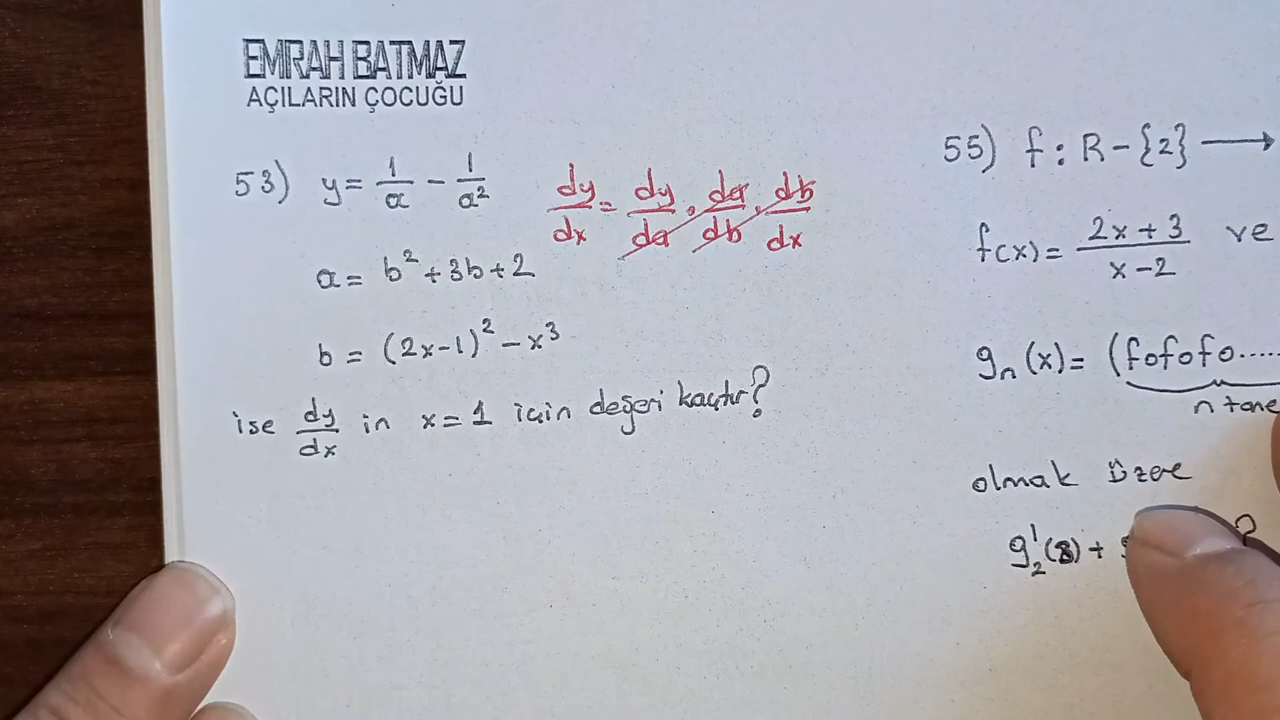 EMRAH BATMAZ
AÇILARIN ÇOCUĞU
53) y = 1/a - 1/a²
dy/dx = dy/da . da/db . db/dx
a = b² + 3b + 2
b = (2x-1)² - x³
ise dy/dx in x = 1 için değeri kaçtır?
55) f : R - {2} →
f(x) = 2x + 3 / x - 2 ve
gₙ(x) = (fofofo.....
n tane
olmak üzere
g₂'(8) + ?